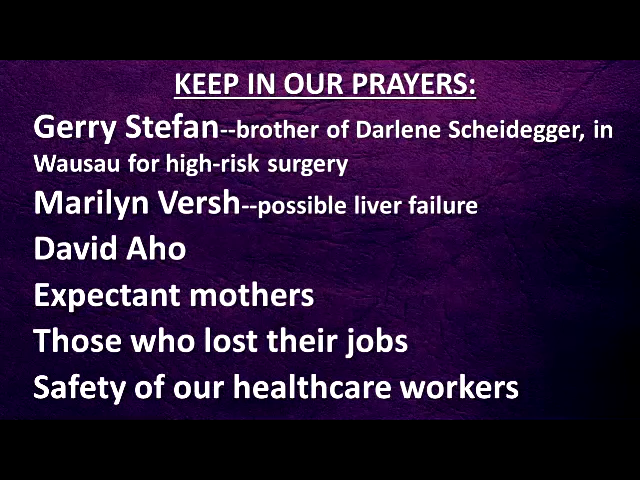 KEEP IN OUR PRAYERS:
Gerry Stefan--brother of Darlene Scheidegger, in
Wausau for high-risk surgery
Marilyn Versh--possible liver failure
David Aho
Expectant mothers
Those who lost their jobs
Safety of our healthcare workers